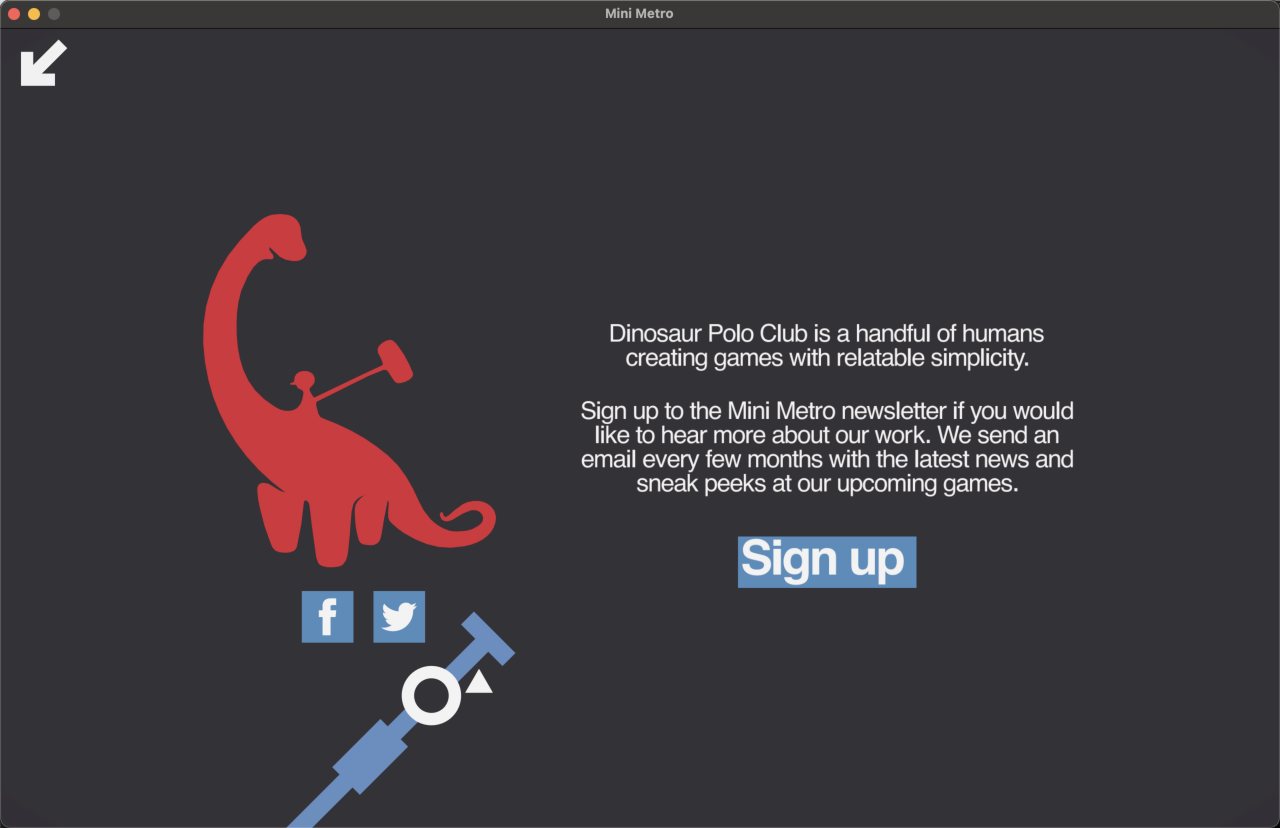 Mini Metro
Dinosaur Polo Club is a handful of humans
creating games with relatable simplicity.
Sign up to the Mini Metro newsletter if you would
like to hear more about our work. We send an
email every few months with the latest news and
sneak peeks at our upcoming games.
Sign up